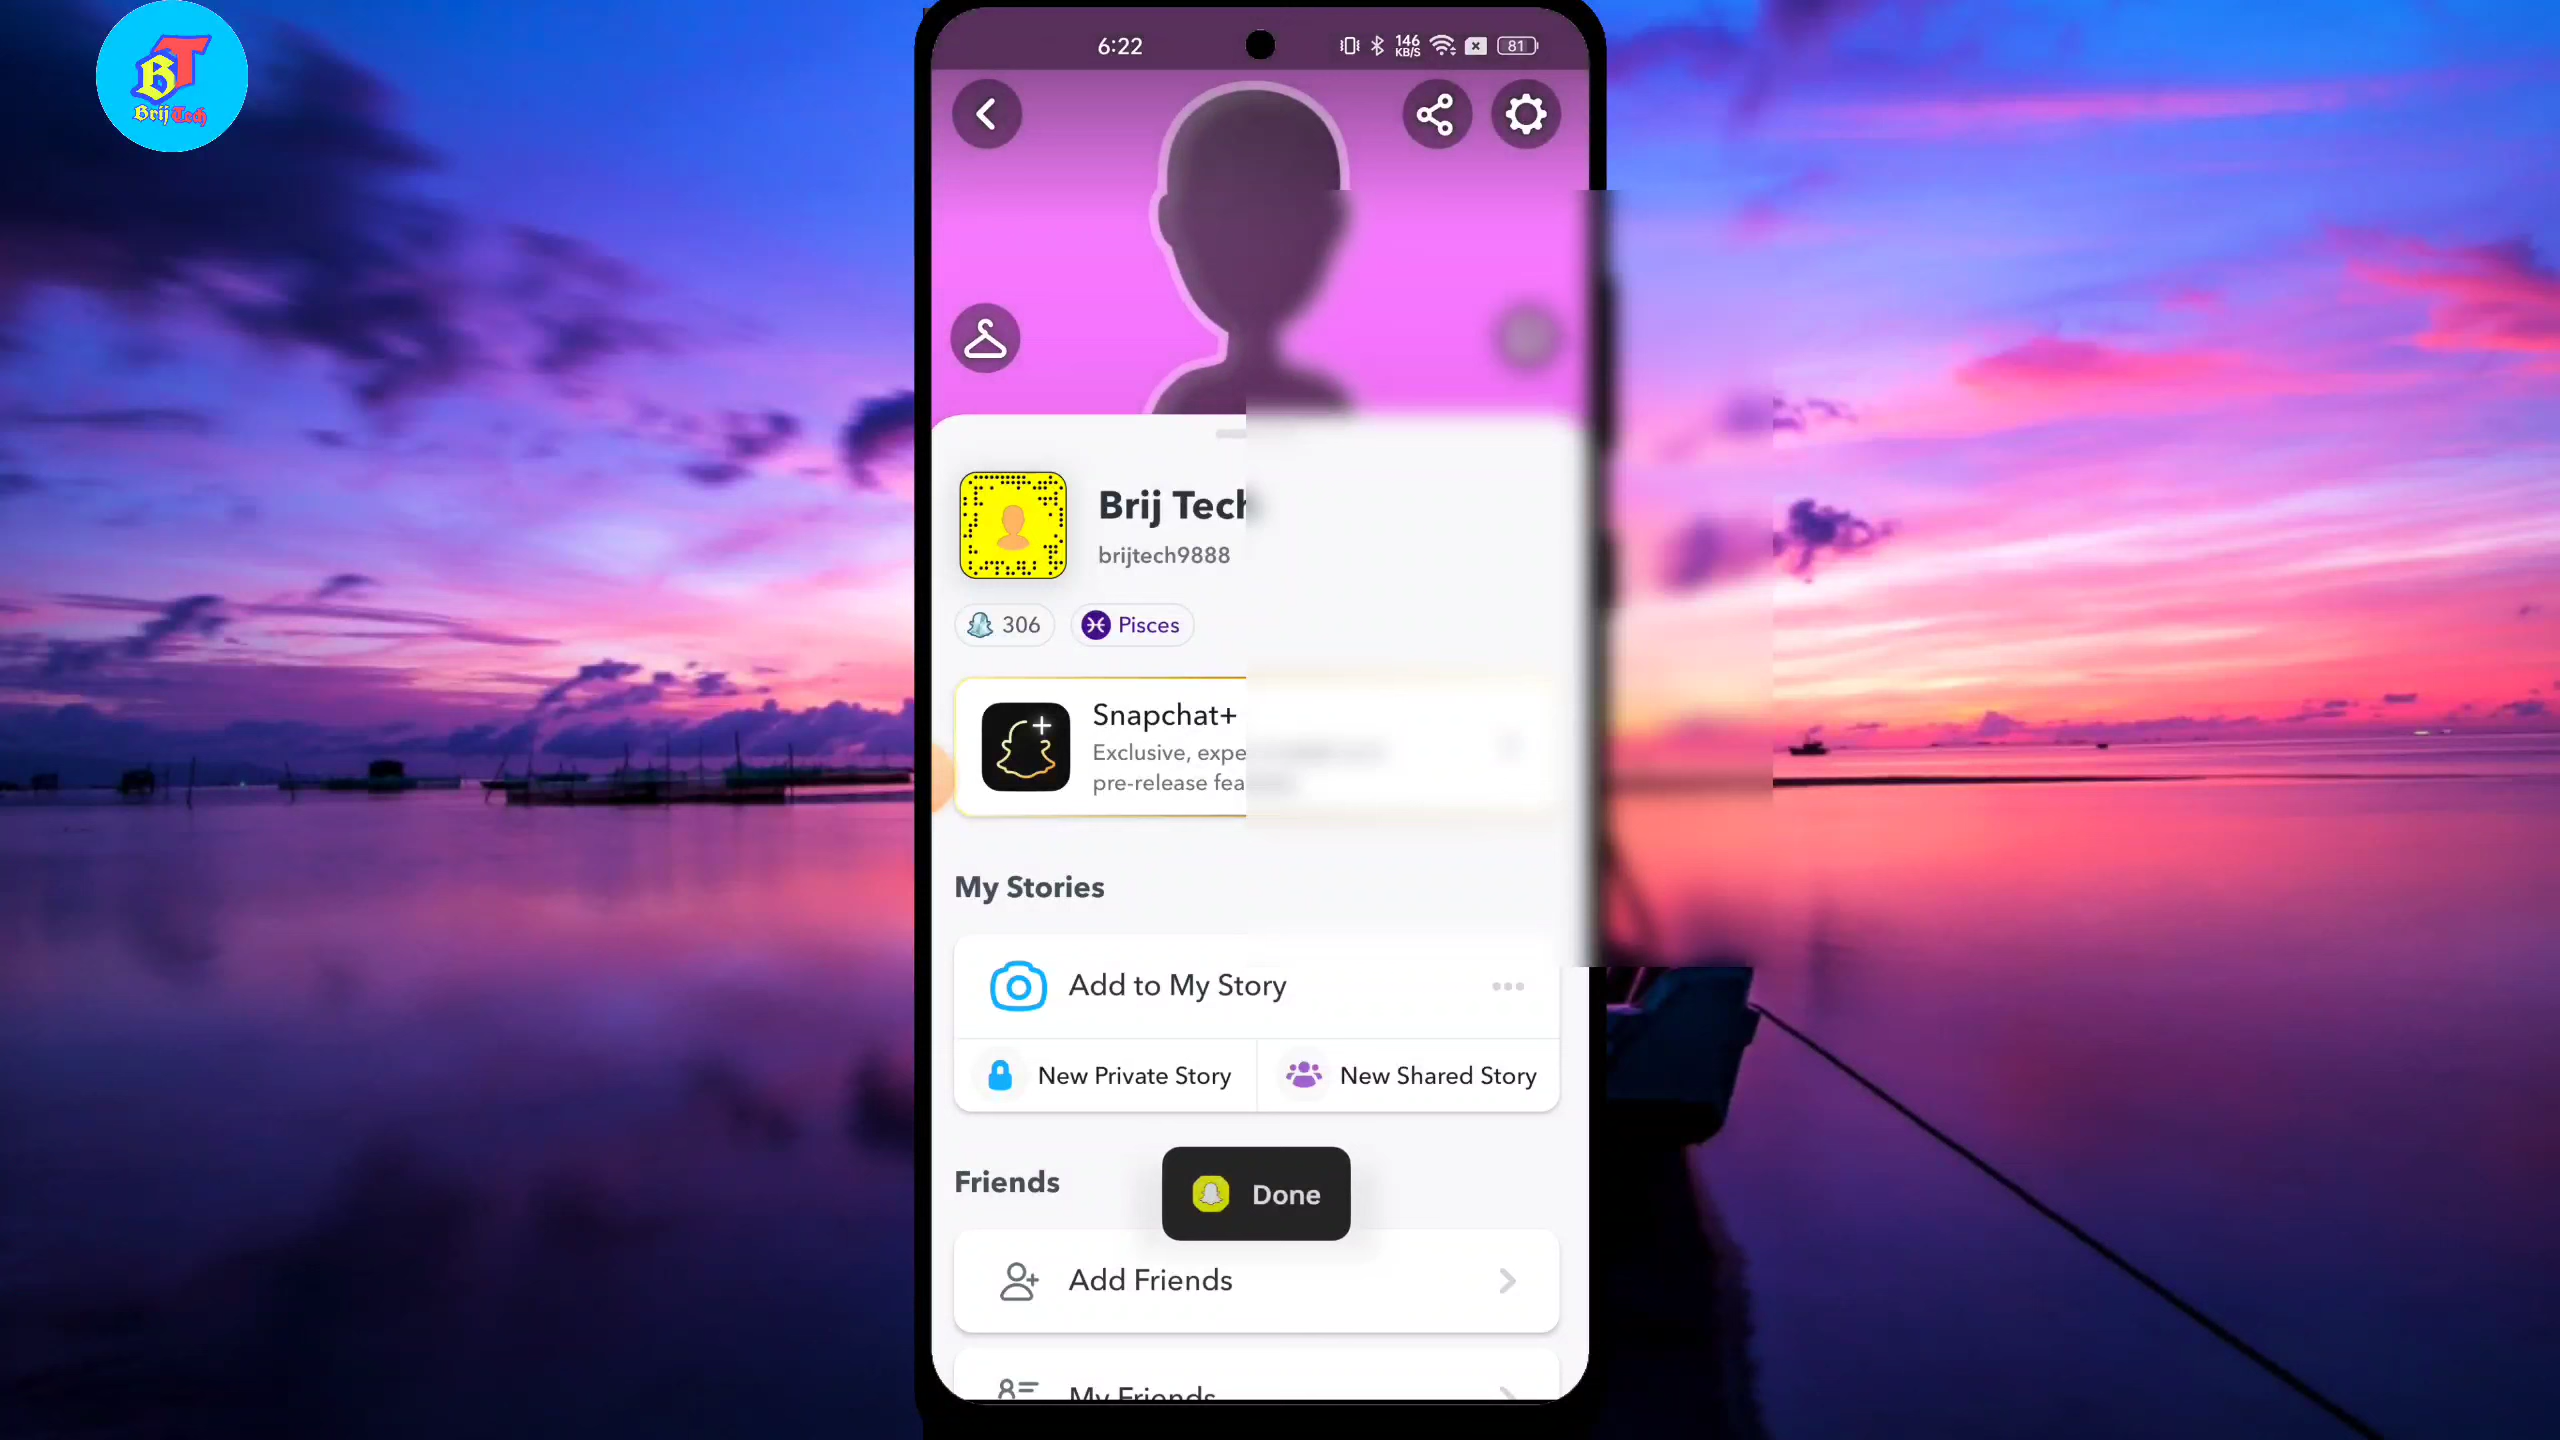 BT
Brij Tech
6:22
146
KB/S
81
Brij Tech
brijtech9888
306
Pisces
Snapchat+
Exclusive, expe
pre-release fea
My Stories
Add to My Story
New Private Story
New Shared Story
Friends
Done
Add Friends
My Friends